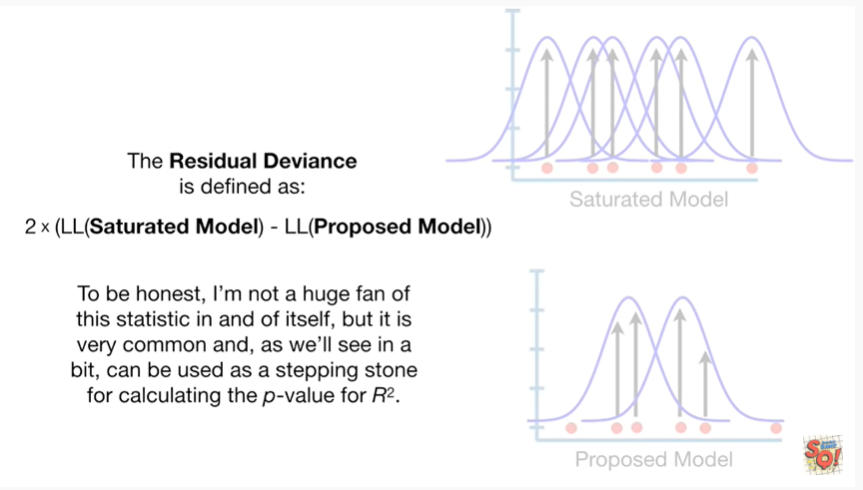 The Residual Deviance
is defined as:
2 x (LL(Saturated Model) - LL(Proposed Model))
To be honest, I'm not a huge fan of
this statistic in and of itself, but it is
very common and, as we'll see in a
bit, can be used as a stepping stone
for calculating the p-value for R².
Saturated Model
Proposed Model
SQ!